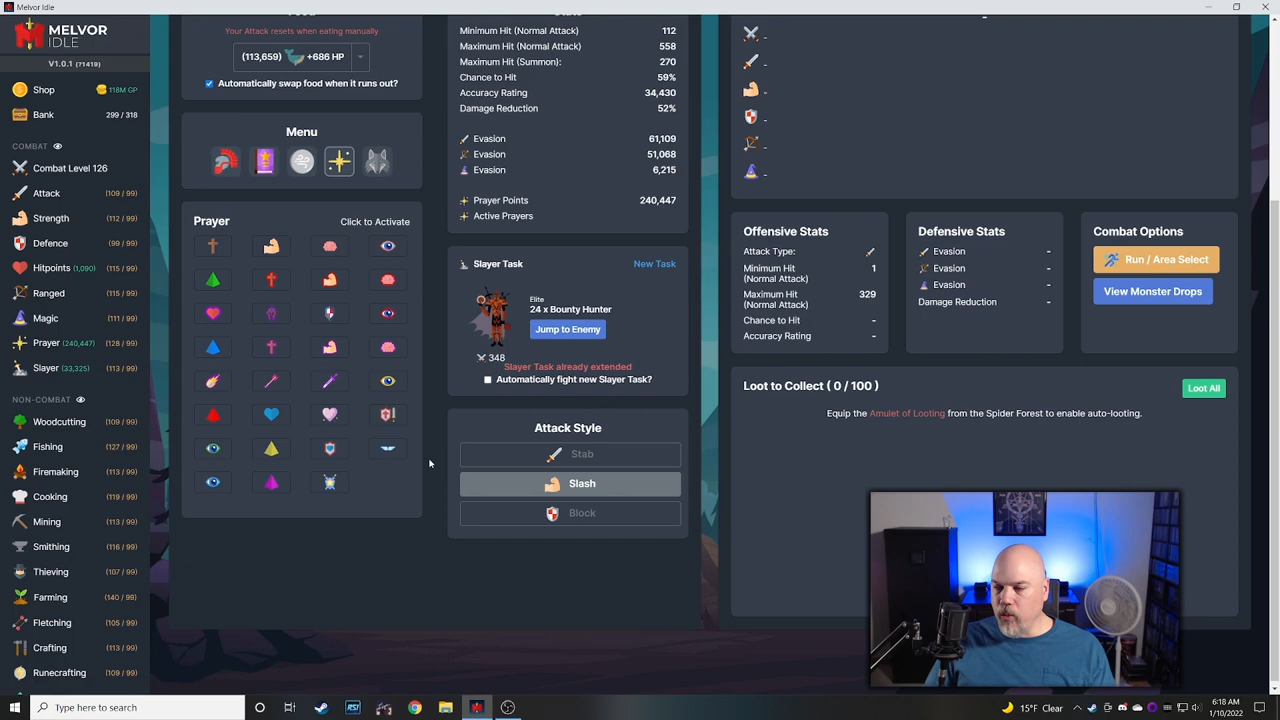 Melvor Idle
MELVOR
IDLE
V1.0.1 (?1419)
Shop 118M GP
Bank 299 / 318
COMBAT
Combat Level 126
Attack (109 / 99)
Strength (112 / 99)
Defence (99 / 99)
Hitpoints (1,090) (115 / 99)
Ranged (115 / 99)
Magic (111 / 99)
Prayer (240,447) (128 / 99)
Slayer (33,325) (113 / 99)
NON-COMBAT
Woodcutting (109 / 99)
Fishing (127 / 99)
Firemaking (113 / 99)
Cooking (119 / 99)
Mining (113 / 99)
Smithing (116 / 99)
Thieving (107 / 99)
Farming (140 / 99)
Fletching (105 / 99)
Crafting (113 / 99)
Runecrafting (109 / 99)
Your Attack resets when eating manually
(113,659) +686 HP
Automatically swap food when it runs out?
Menu
Prayer Click to Activate
Minimum Hit (Normal Attack) 112
Maximum Hit (Normal Attack) 558
Maximum Hit (Summon): 270
Chance to Hit 59%
Accuracy Rating 34,430
Damage Reduction 52%
Evasion 61,109
Evasion 51,068
Evasion 6,215
Prayer Points 240,447
Active Prayers
Slayer Task New Task
Elite
24 x Bounty Hunter
Jump to Enemy
348
Slayer Task already extended
Automatically fight new Slayer Task?
Attack Style
Stab
Slash
Block
-
-
-
-
-
-
-
Offensive Stats
Attack Type:
Minimum Hit 1
(Normal Attack)
Maximum Hit 329
(Normal Attack)
Chance to Hit -
Accuracy Rating -
Defensive Stats
Evasion -
Evasion -
Evasion -
Damage Reduction -
Combat Options
Run / Area Select
View Monster Drops
Loot to Collect ( 0 / 100 )
Loot All
Equip the Amulet of Looting from the Spider Forest to enable auto-looting.
Type here to search
RSI
15°F Clear
6:18 AM
1/10/2022